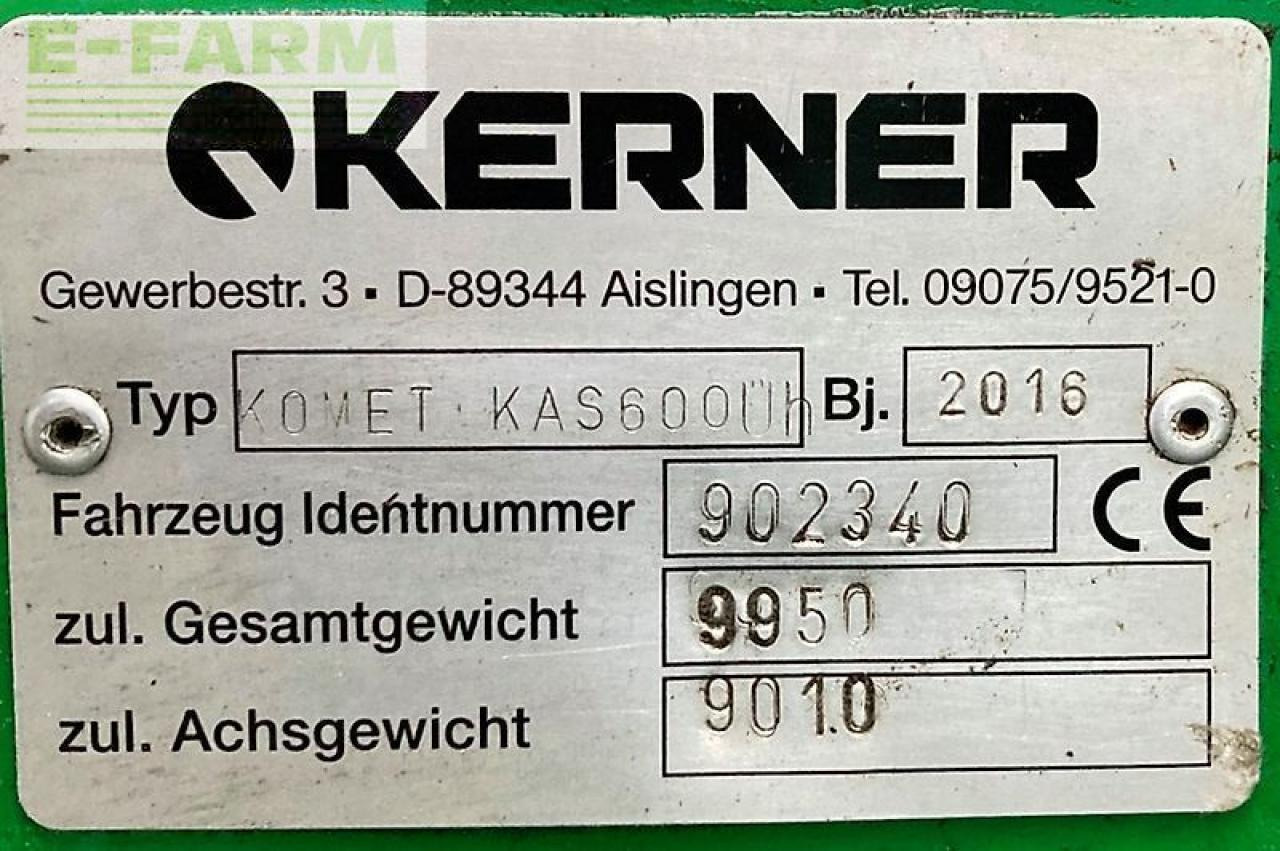 E-FARM
KERNER
Gewerbestr. 3 ▪ D-89344 Aislingen ▪ Tel. 09075/9521-0
Typ KOMET · KAS600Üh Bj. 2016
Fahrzeug Identnummer 902340 CE
zul. Gesamtgewicht 9950
zul. Achsgewicht 9010